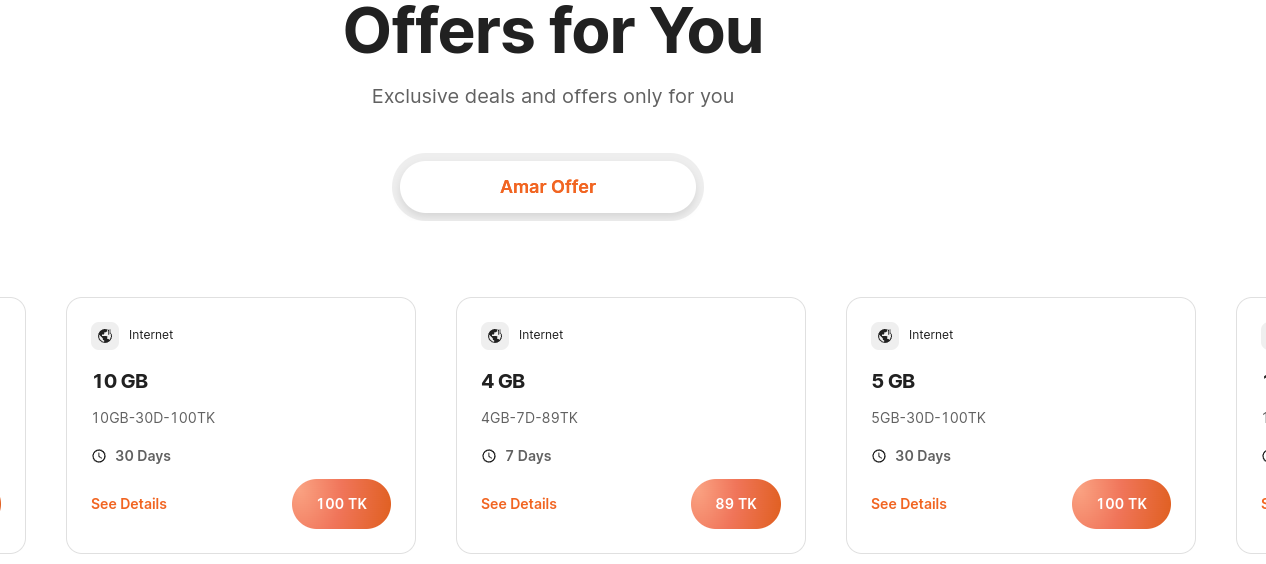 Offers for You
Exclusive deals and offers only for you
Amar Offer
Internet
10 GB
10GB-30D-100TK
30 Days
See Details
100 TK
Internet
4 GB
4GB-7D-89TK
7 Days
See Details
89 TK
Internet
5 GB
5GB-30D-100TK
30 Days
See Details
100 TK